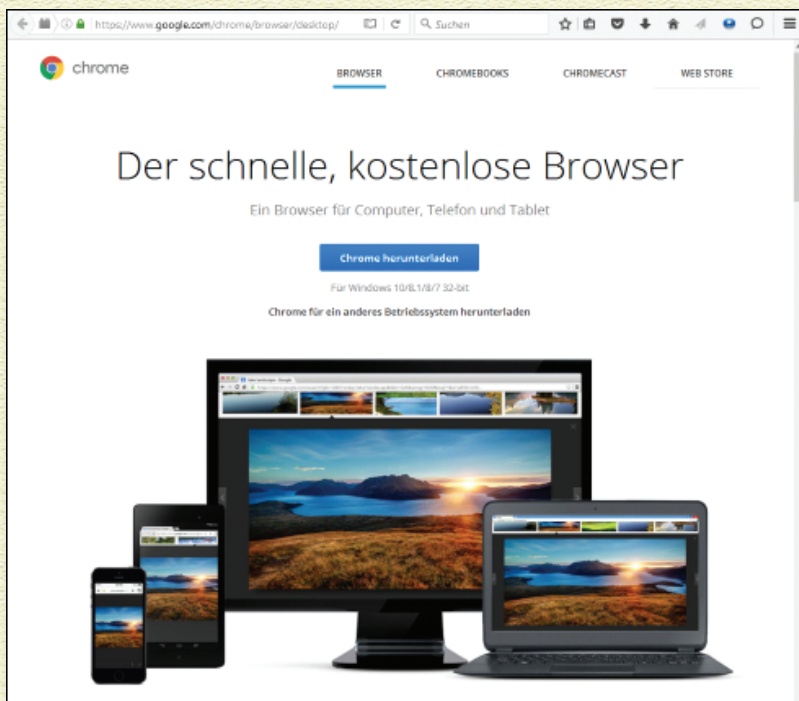 https://www.google.com/chrome/browser/desktop/
Suchen
chrome
BROWSER
CHROMEBOOKS
CHROMECAST
WEB STORE
Der schnelle, kostenlose Browser
Ein Browser für Computer, Telefon und Tablet
Chrome herunterladen
Für Windows 10/8.1/8/7 32-bit
Chrome für ein anderes Betriebssystem herunterladen